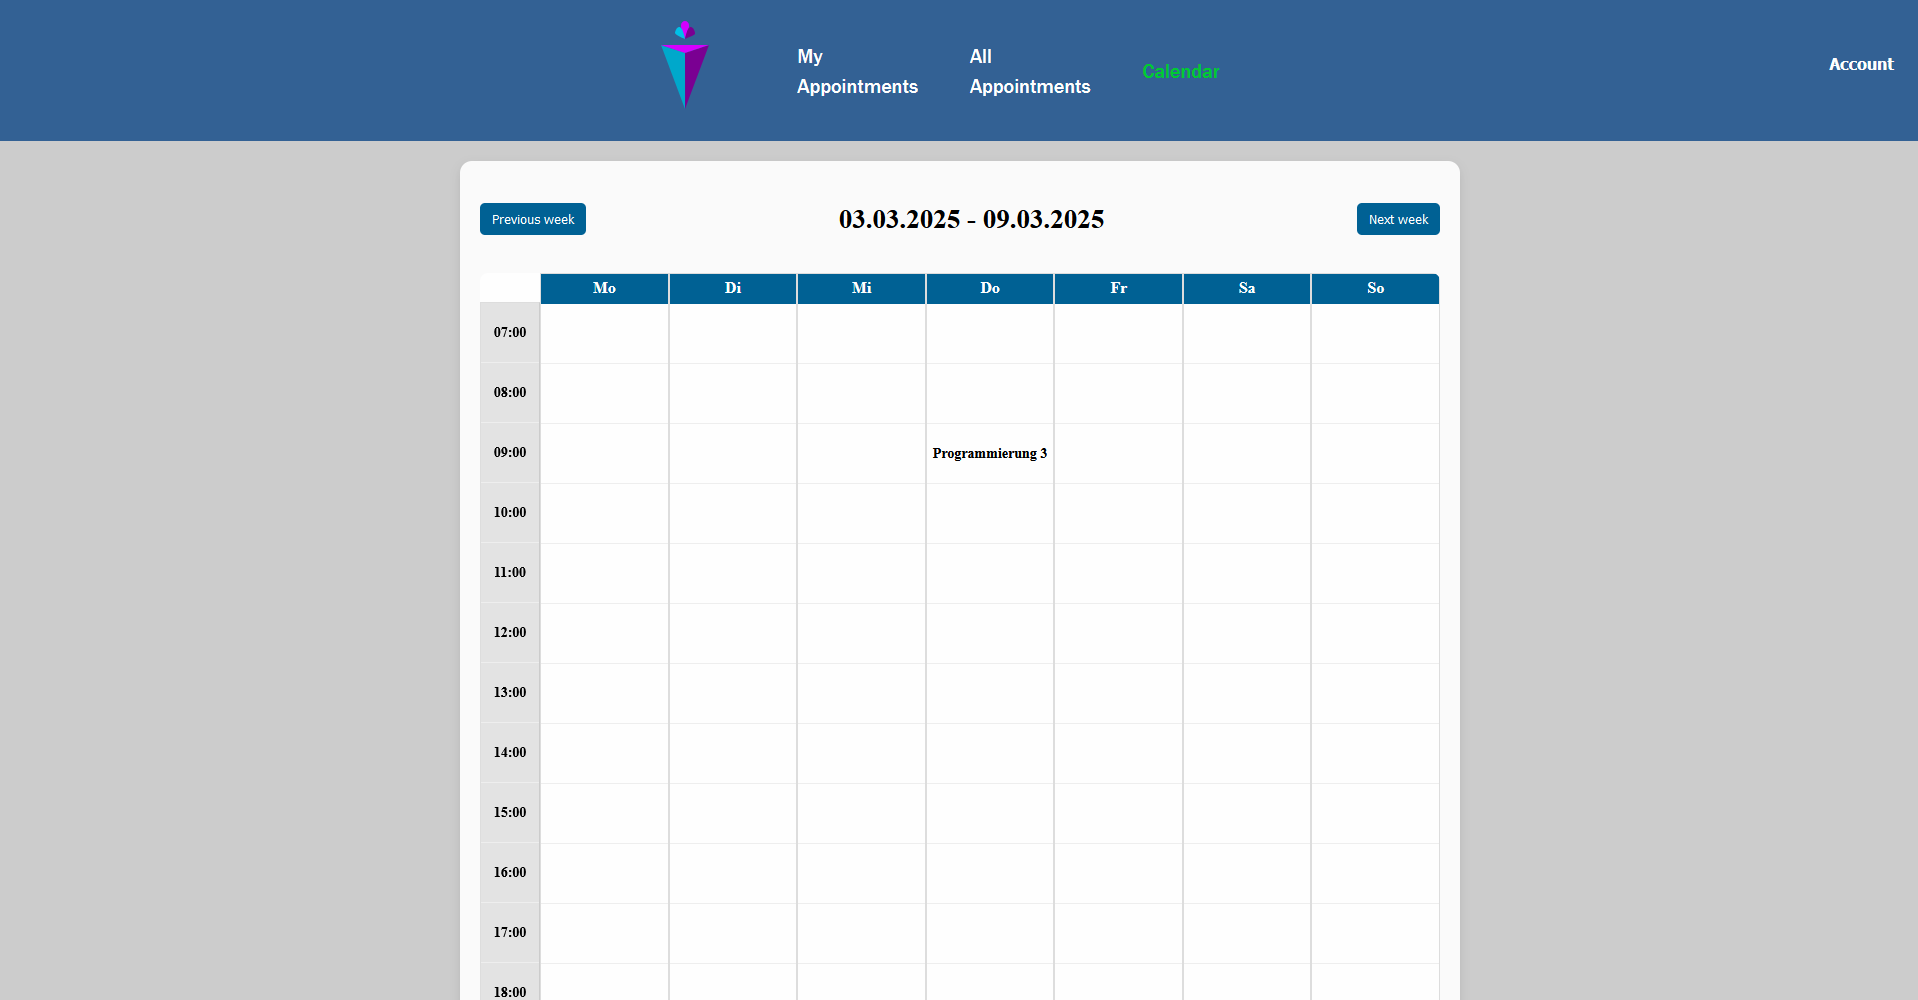 My
Appointments
All
Appointments
Calendar
Account
Previous week
03.03.2025 - 09.03.2025
Next week
Mo Di Mi Do Fr Sa So
07:00
08:00
09:00 Programmierung 3
10:00
11:00
12:00
13:00
14:00
15:00
16:00
17:00
18:00